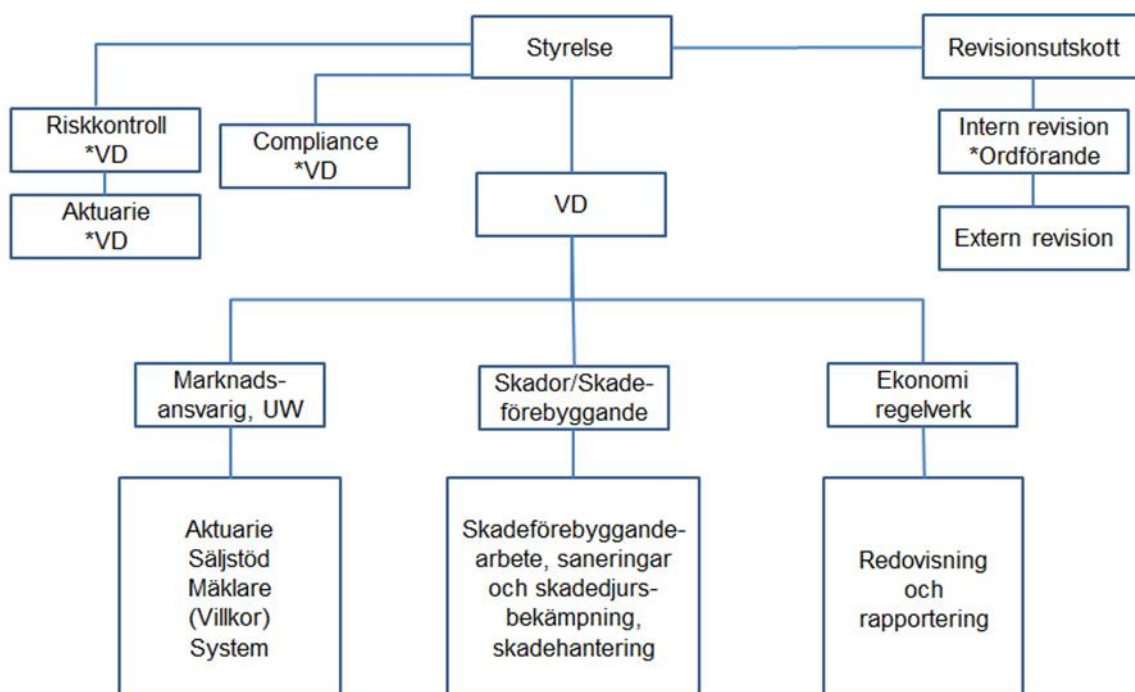 Styrelse
Revisionsutskott
Riskkontroll
*VD
Compliance
*VD
Intern revision
*Ordförande
Aktuarie
*VD
VD
Extern revision
Marknads-
ansvarig, UW
Skador/Skade-
förebyggande
Ekonomi
regelverk
Aktuarie
Säljstöd
Mäklare
(Villkor)
System
Skadeförebyggande-
arbete, saneringar
och skadedjurs-
bekämpning,
skadehantering
Redovisning
och
rapportering